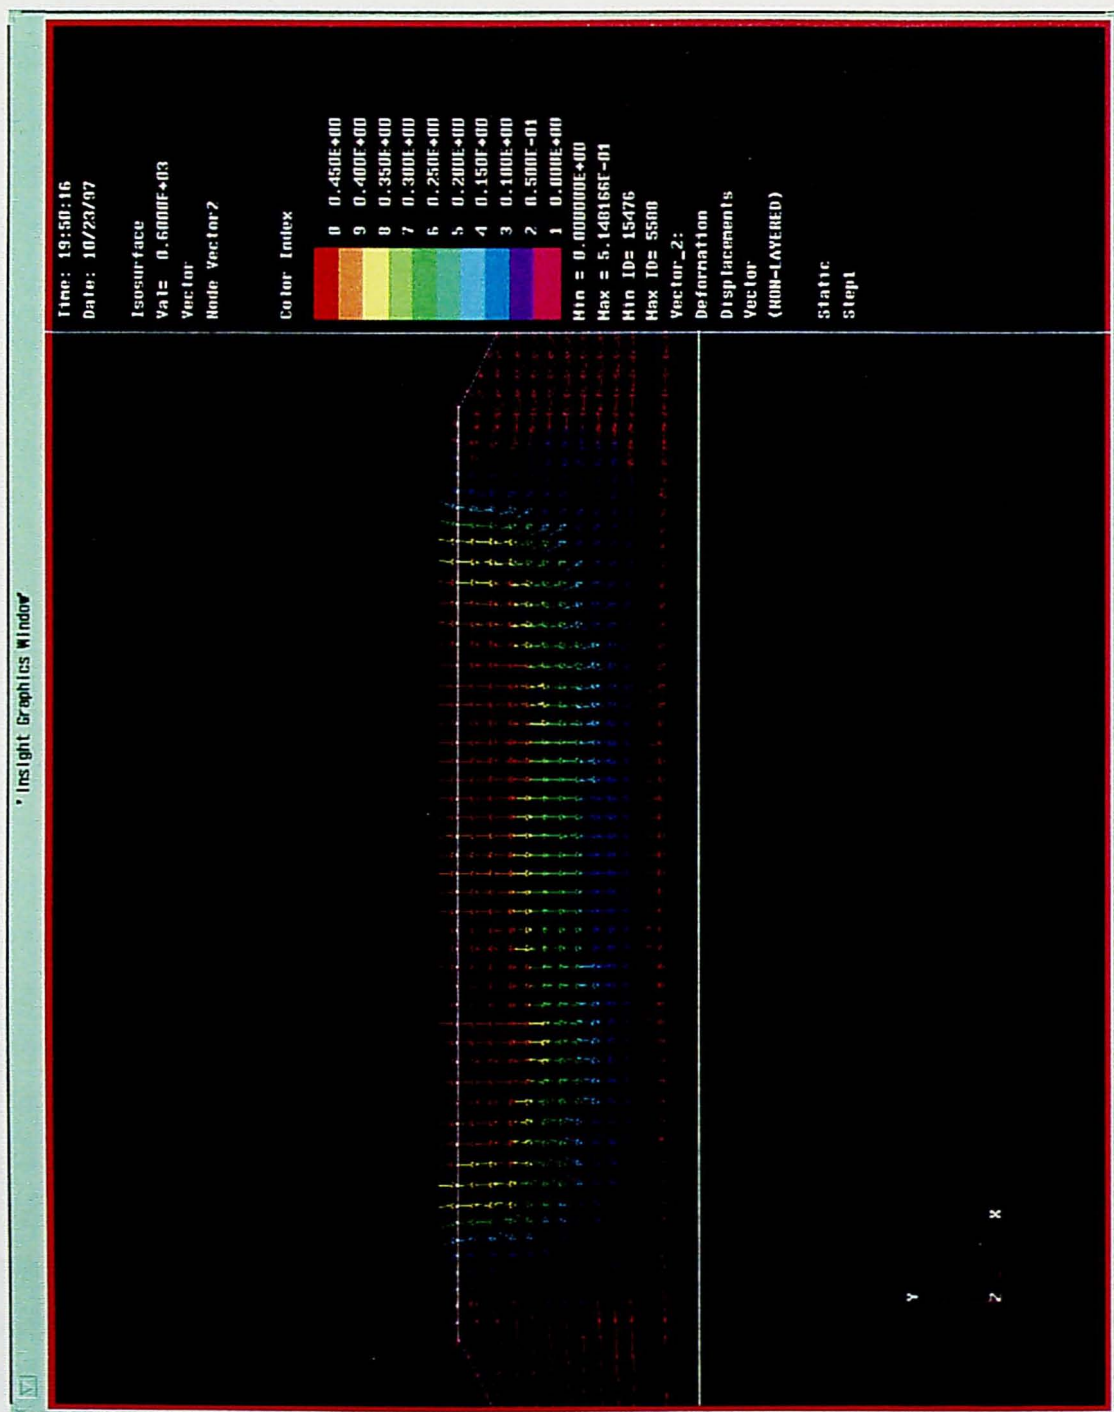 'Insight Graphics Window'
Time: 19:50:16
Date: 10/23/97
Isosurface
Val= 0.6000E+03
Vector
Node Vector2
Color Index
0 0.450E+00
9 0.400E+00
8 0.350E+00
7 0.300E+00
6 0.250E+00
5 0.200E+00
4 0.150E+00
3 0.100E+00
2 0.500E-01
1 0.000E+00
Min = 0.000000E+00
Max = 5.148166E-01
Min ID= 15476
Max ID= 5500
Vector_2:
Deformation
Displacements
Vector
(NON-LAYERED)
Static
Step1
Y
Z X